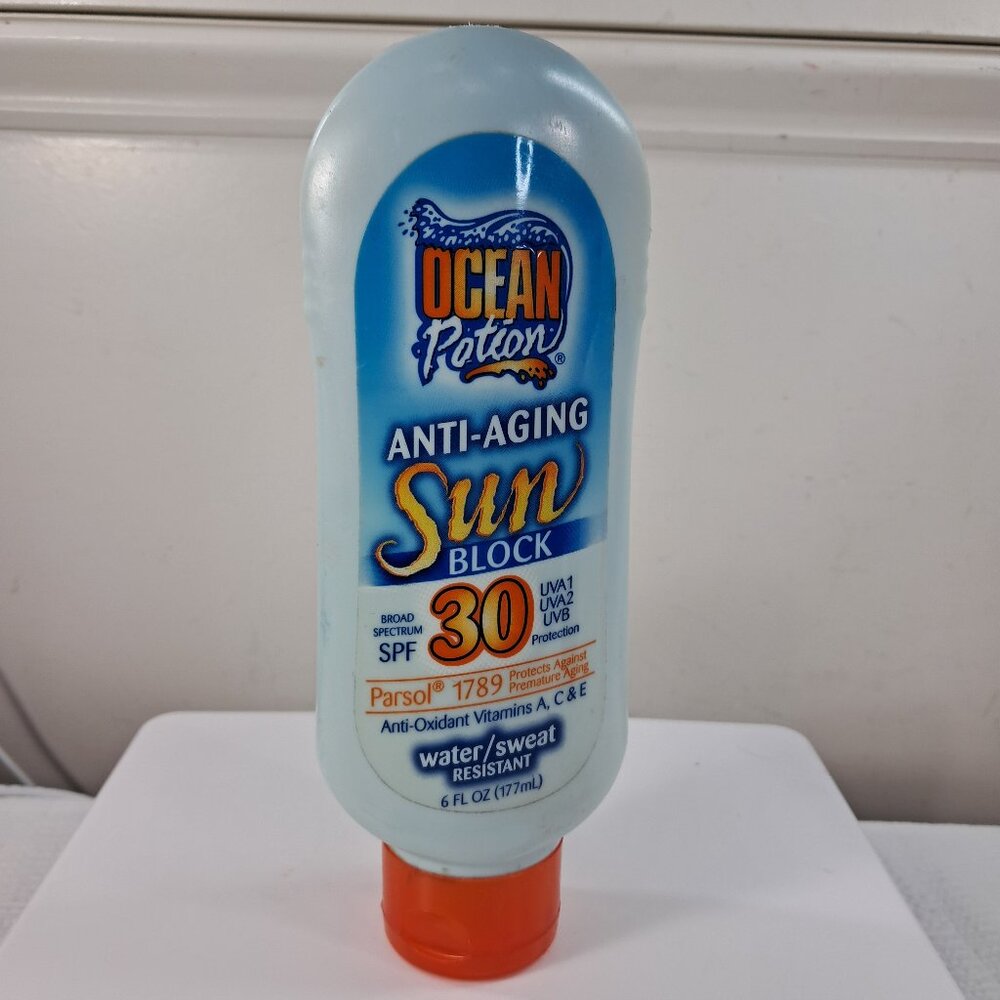 OCEAN
Potion®
ANTI-AGING
Sun
BLOCK
BROAD
SPECTRUM
SPF
30
UVA1
UVA2
UVB
Protection
Parsol® 1789
Protects Against
Premature Aging
Anti-Oxidant Vitamins A, C & E
water/sweat
RESISTANT
6 FL OZ (177mL)